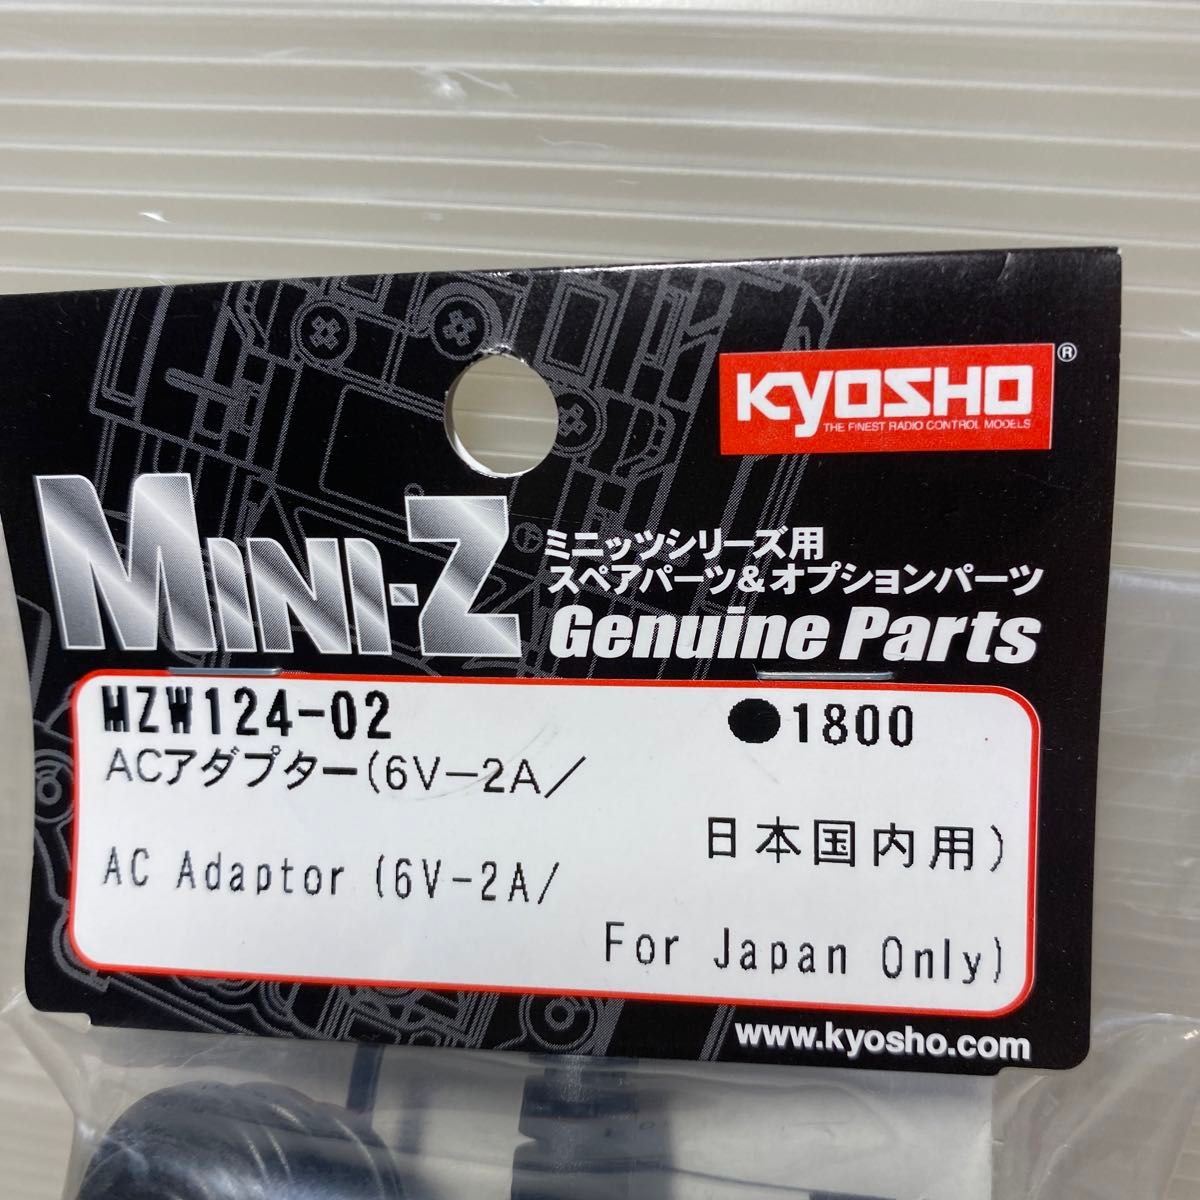 KYOSHO®
THE FINEST RADIO CONTROL MODELS
MINI-Z
ミニッツシリーズ用
スペアパーツ&オプションパーツ
Genuine Parts
MZW124-02 ●1800
ACアダプター(6V-2A/
日本国内用)
AC Adaptor (6V-2A/
For Japan Only)
www.kyosho.com